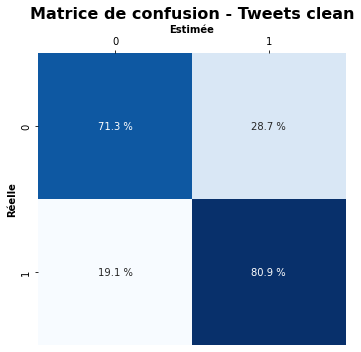 Matrice de confusion - Tweets clean
Estimée
0 1
Réelle
0
71.3 % 28.7 %
1
19.1 % 80.9 %